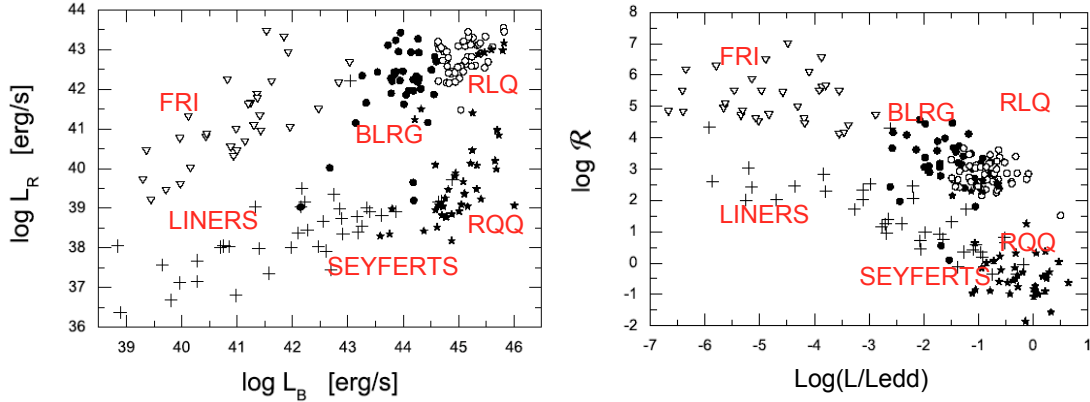 44
43
42
41
40
39
38
37
36
39 40 41 42 43 44 45 46
log L_R [erg/s]
log L_B [erg/s]
FRI
RLQ
BLRG
LINERS
RQQ
SEYFERTS
8
7
6
5
4
3
2
1
0
-1
-2
-7 -6 -5 -4 -3 -2 -1 0 1
log ℛ
Log(L/Ledd)
FRI
RLQ
BLRG
LINERS
RQQ
SEYFERTS